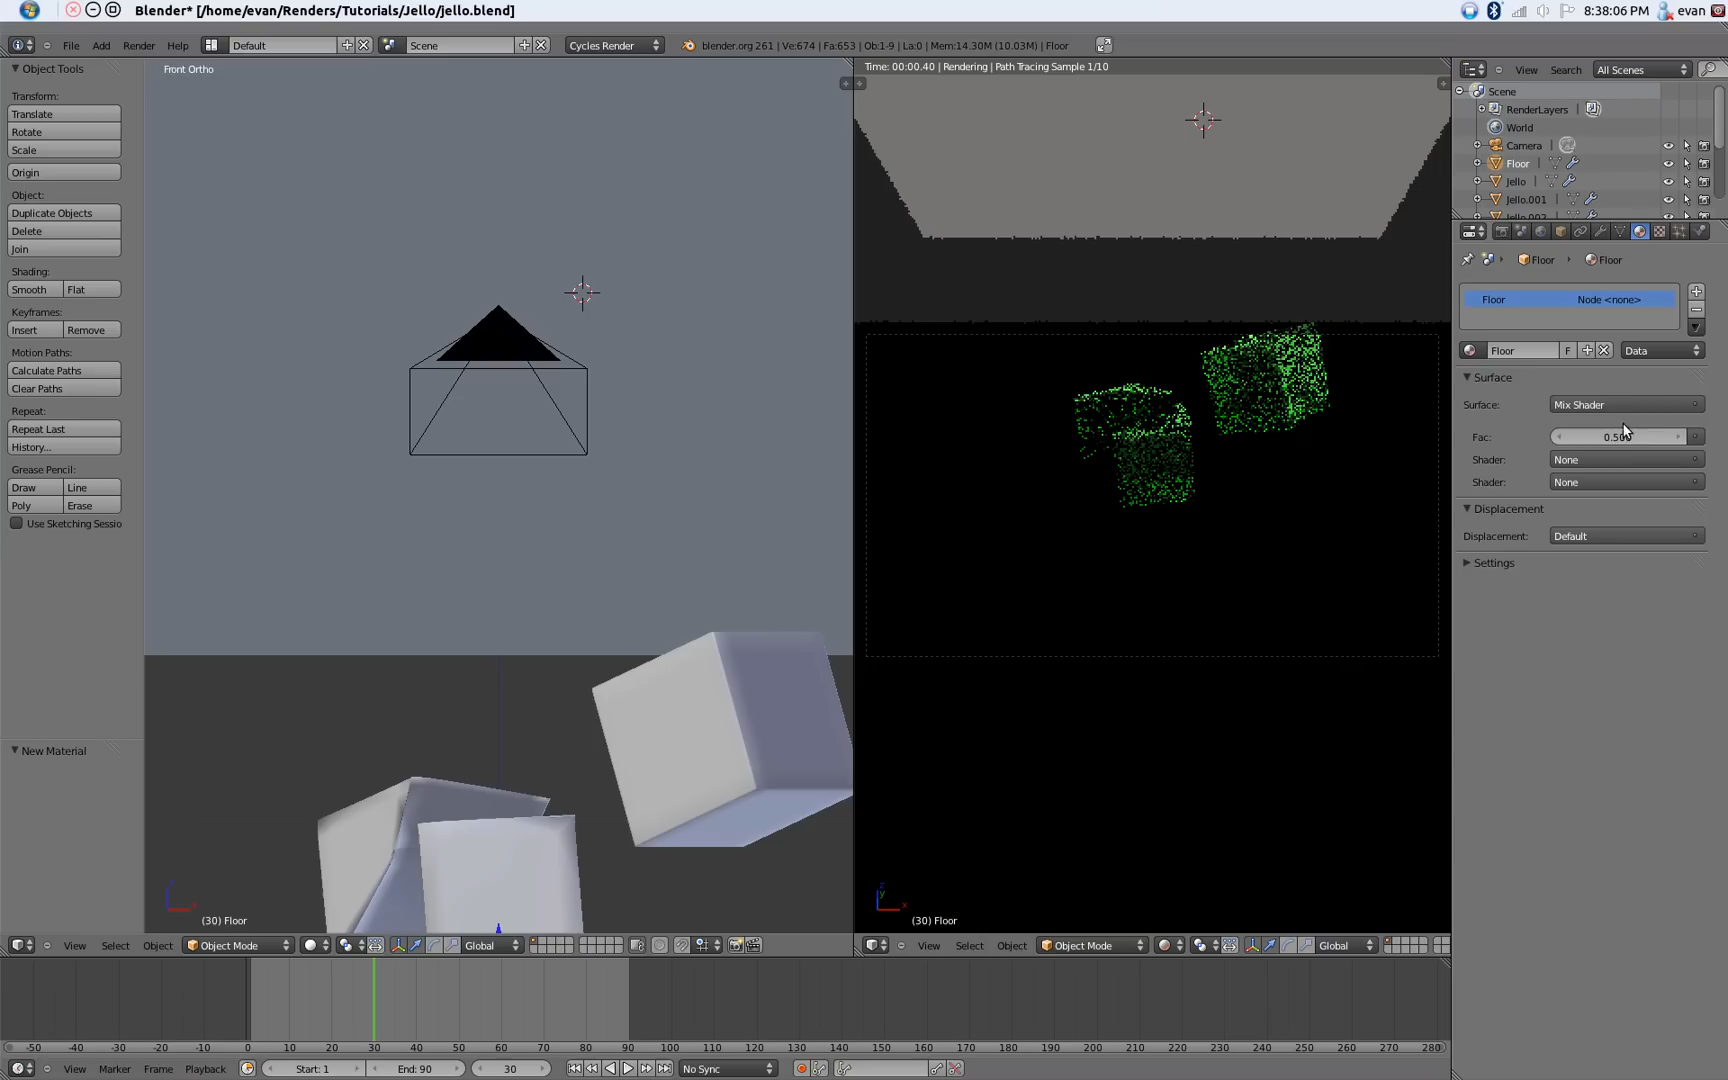 Blender* [/home/evan/Renders/Tutorials/Jello/jello.blend]
8:38:06 PM evan
File Add Render Help Default Scene Cycles Render blender.org 261 | Ve:674 | Fa:653 | Ob:1-9 | La:0 | Mem:14.30M (10.03M) | Floor
Object Tools
Transform:
Translate
Rotate
Scale
Origin
Object:
Duplicate Objects
Delete
Join
Shading:
Smooth Flat
Keyframes:
Insert Remove
Motion Paths:
Calculate Paths
Clear Paths
Repeat:
Repeat Last
History...
Grease Pencil:
Draw Line
Poly Erase
Use Sketching Sessio
New Material
Front Ortho
(30) Floor
View Select Object Object Mode Global
Time: 00:00.40 | Rendering | Path Tracing Sample 1/10
(30) Floor
View Select Object Object Mode Global
View Search All Scenes
Scene
RenderLayers
World
Camera
Floor
Jello
Jello.001
Floor Floor
Floor Node <none>
Floor F Data
Surface
Surface: Mix Shader
Fac:
Shader: None
Shader: None
Displacement
Displacement: Default
Settings
-50 -40 -30 -20 -10 0 10 20 30 40 50 60 70 80 90 100 110 120 130 140 150 160 170 180 190 200 210 220 230 240 250 260 270 280
View Marker Frame Playback Start: 1 End: 90 30 No Sync